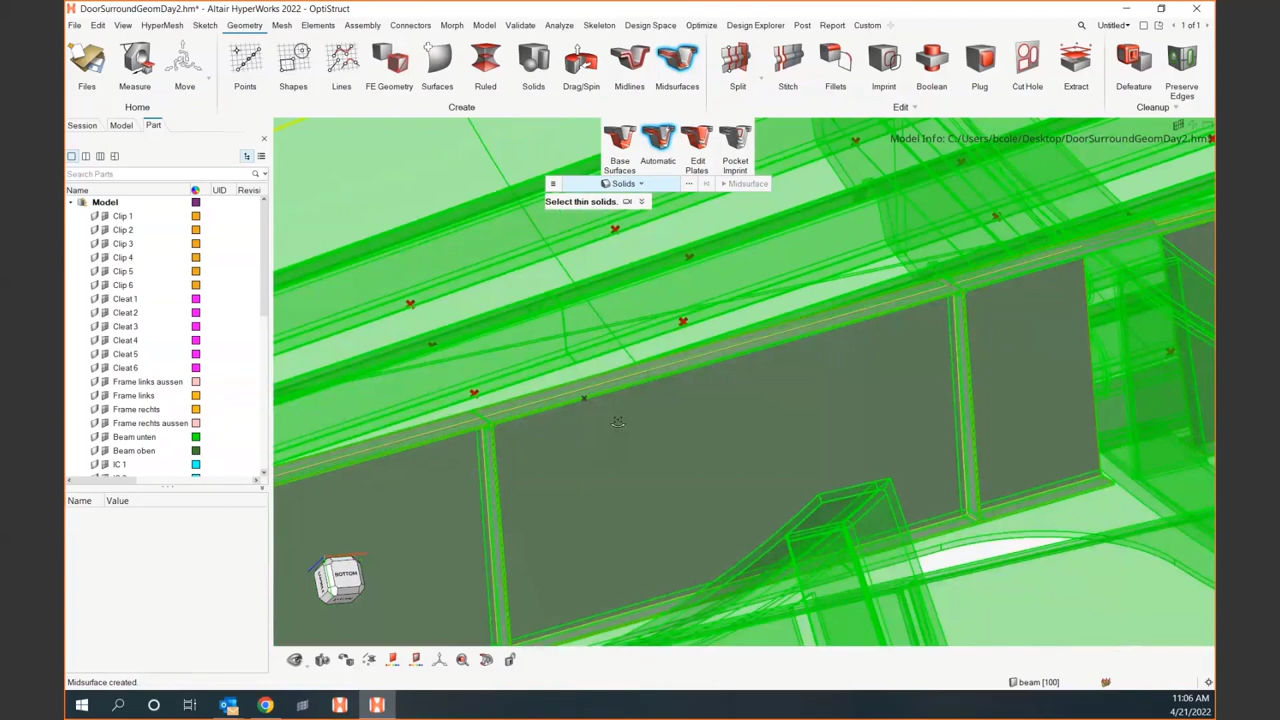 DoorSurroundGeomDay2.hm* - Altair HyperWorks 2022 - OptiStruct
File Edit View HyperMesh Sketch Geometry Mesh Elements Assembly Connectors Morph Model Validate Analyze Skeleton Design Space Optimize Design Explorer Post Report Custom Untitled* 1 of 1
Files Measure Move Points Shapes Lines FE Geometry Surfaces Ruled Solids Drag/Spin Midlines Midsurfaces Split Stitch Fillets Imprint Boolean Plug Cut Hole Extract Defeature Preserve Edges
Home Create Edit Cleanup
Session Model Part
Base Surfaces Automatic Edit Plates Pocket Imprint
Model Info: C:/Users/bcole/Desktop/DoorSurroundGeomDay2.hm*
Solids Midsurface
Select thin solids.
Search Parts
Name UID Revisi
Model
Clip 1
Clip 2
Clip 3
Clip 4
Clip 5
Clip 6
Cleat 1
Cleat 2
Cleat 3
Cleat 4
Cleat 5
Cleat 6
Frame links aussen
Frame links
Frame rechts
Frame rechts aussen
Beam unten
Beam oben
IC 1
Name Value
BOTTOM
Midsurface created.
beam [100]
11:06 AM
4/21/2022